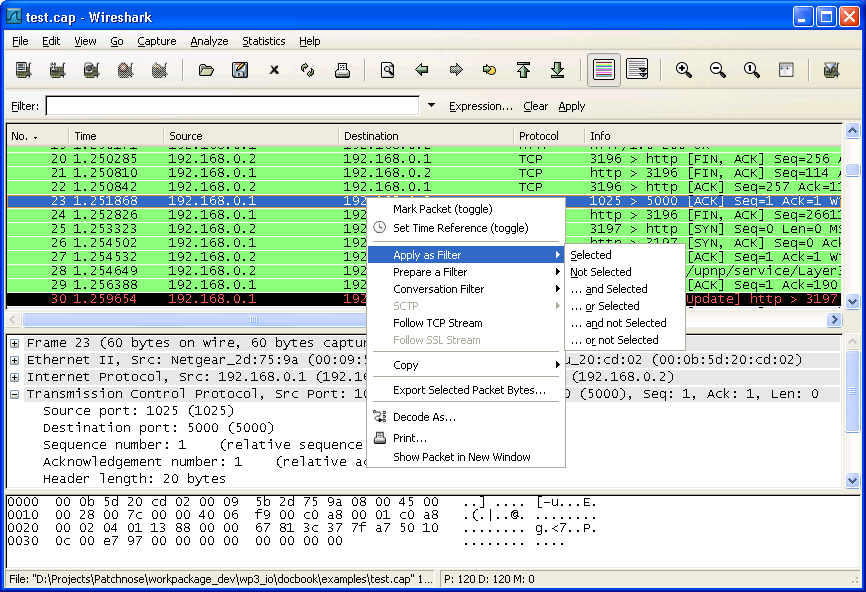 test.cap - Wireshark
File Edit View Go Capture Analyze Statistics Help
Filter: Expression... Clear Apply
No. . Time Source Destination Protocol Info
20 1.250285 192.168.0.2 192.168.0.1 TCP 3196 > http [FIN, ACK] Seq=256 A
21 1.250810 192.168.0.1 192.168.0.2 TCP http > 3196 [FIN, ACK] Seq=114 A
22 1.250842 192.168.0.2 192.168.0.1 TCP 3196 > http [ACK] Seq=257 Ack=11
23 1.251868 192.168.0.1 1025 > 5000 [ACK] Seq=1 Ack=1 Wi
24 1.252826 192.168.0.1 http > 3196 [FIN, ACK] Seq=2661
25 1.253323 192.168.0.2 3197 > http [SYN] Seq=0 Len=0 MS
26 1.254502 192.168.0.1 http > 3197 [SYN, ACK] Seq=0 Ack
27 1.254532 192.168.0.2 [ACK] Seq=1 Ack=1 W
28 1.254649 192.168.0.2 /upnp/service/Layer3
29 1.256388 192.168.0.1 [ACK] Seq=1 Ack=
30 1.259654 192.168.0.1 Update] http > 3197
Mark Packet (toggle)
Set Time Reference (toggle)
Apply as Filter
Prepare a Filter
Conversation Filter
SCTP
Follow TCP Stream
Follow SSL Stream
Copy
Export Selected Packet Bytes...
Decode As...
Print...
Show Packet in New Window
Selected
Not Selected
... and Selected
... or Selected
... and not Selected
... or not Selected
Frame 23 (60 bytes on wire, 60 bytes captur
Ethernet II, Src: Netgear_2d:75:9a (00:09:5 u_20:cd:02 (00:0b:5d:20:cd:02)
Internet Protocol, Src: 192.168.0.1 (192.16 (192.168.0.2)
Transmission Control Protocol, Src Port: 10 (5000), Seq: 1, Ack: 1, Len: 0
Source port: 1025 (1025)
Destination port: 5000 (5000)
Sequence number: 1 (relative sequence
Acknowledgement number: 1 (relative ac
Header length: 20 bytes
0000 00 0b 5d 20 cd 02 00 09 5b 2d 75 9a 08 00 45 00 ..] .... [-u...E.
0010 00 28 00 7c 00 00 40 06 f9 00 c0 a8 00 01 c0 a8 .(.|..@. ........
0020 00 02 04 01 13 88 00 00 67 81 3c 37 7f a7 50 10 ........ g.<7..P.
0030 0c 00 e7 97 00 00 00 00 00 00 00 00 ........ ....
File: "D:\Projects\Patchnose\workpackage_dev\wp3_io\docbook\examples\test.cap" 1... P: 120 D: 120 M: 0